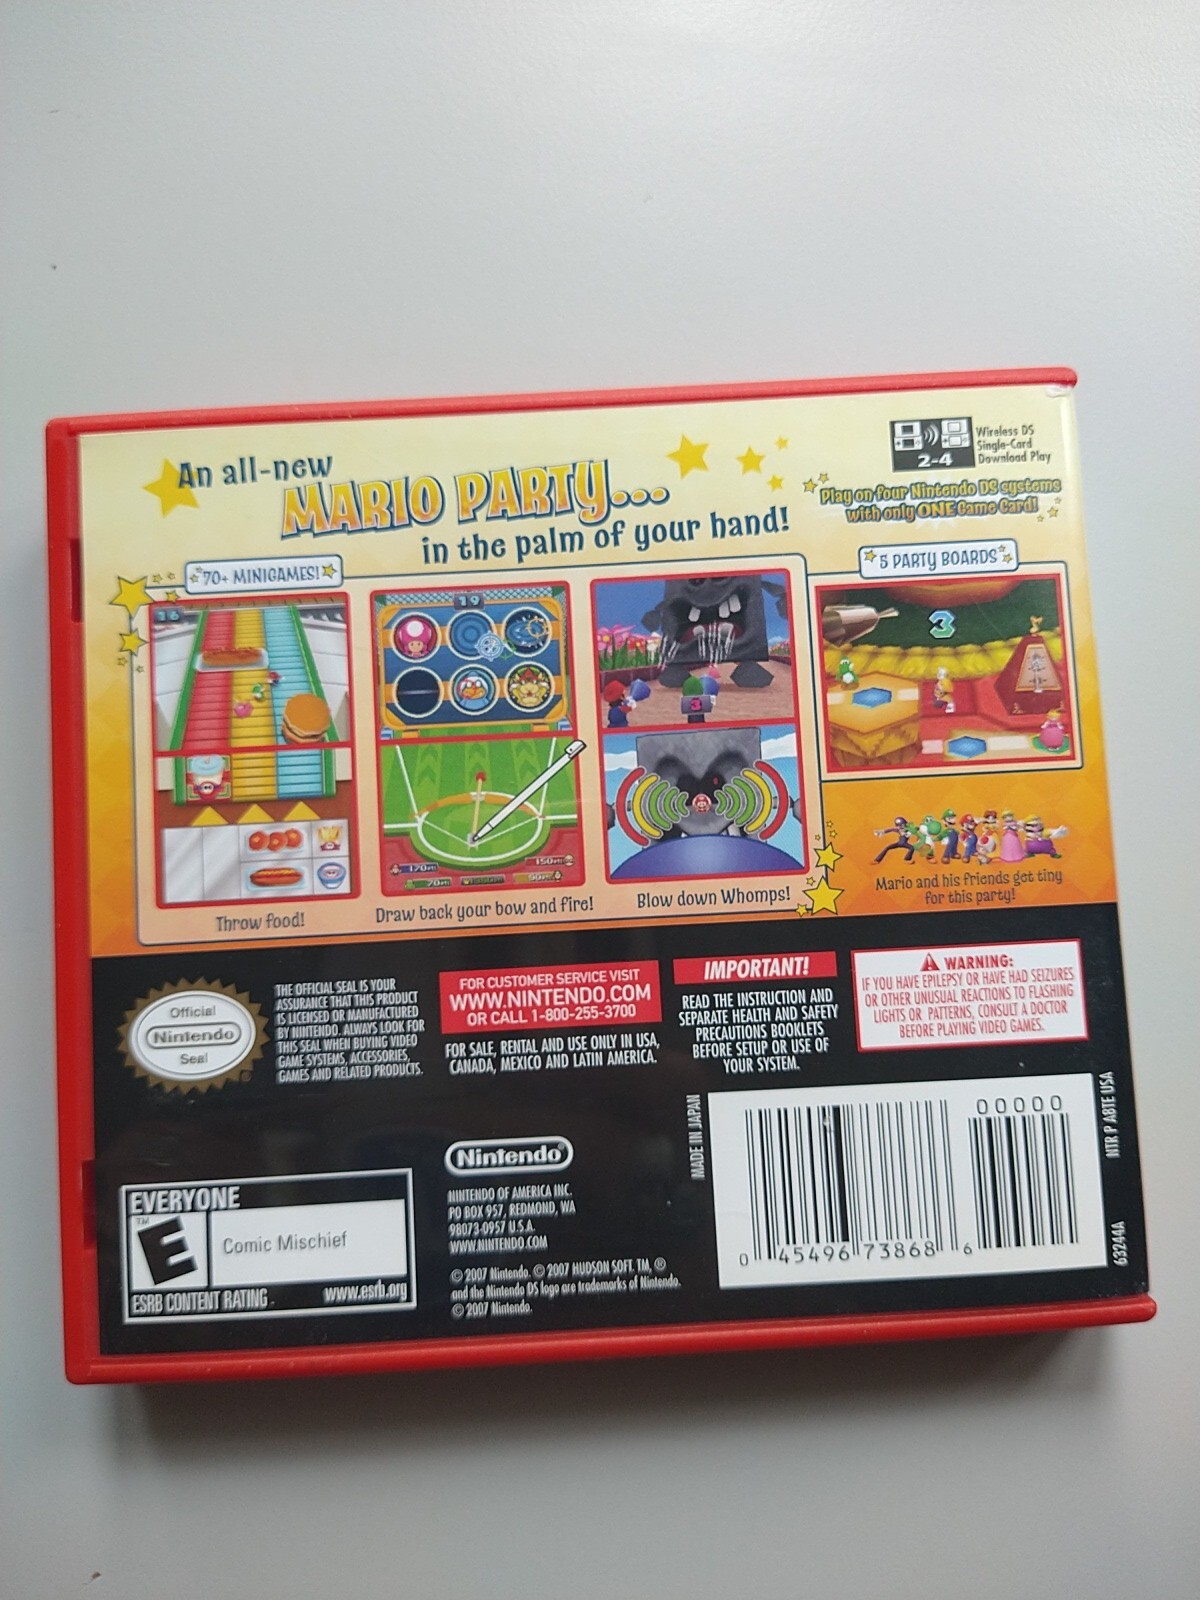 An all-new
MARIO PARTY...
in the palm of your hand!
2-4
Wireless DS
Single-Card
Download Play
Play on four Nintendo DS systems
with only ONE Game Card!
70+ MINIGAMES!
5 PARTY BOARDS
16
19
3
3
170pts
150pts
70pts
90pts
Throw food!
Draw back your bow and fire!
Blow down Whomps!
Mario and his friends get tiny
for this party!
Official
Nintendo
Seal
THE OFFICIAL SEAL IS YOUR
ASSURANCE THAT THIS PRODUCT
IS LICENSED OR MANUFACTURED
BY NINTENDO. ALWAYS LOOK FOR
THIS SEAL WHEN BUYING VIDEO
GAME SYSTEMS, ACCESSORIES,
GAMES AND RELATED PRODUCTS.
FOR CUSTOMER SERVICE VISIT
WWW.NINTENDO.COM
OR CALL 1-800-255-3700
FOR SALE, RENTAL AND USE ONLY IN USA,
CANADA, MEXICO AND LATIN AMERICA.
IMPORTANT!
READ THE INSTRUCTION AND
SEPARATE HEALTH AND SAFETY
PRECAUTIONS BOOKLETS
BEFORE SETUP OR USE OF
YOUR SYSTEM.
WARNING:
IF YOU HAVE EPILEPSY OR HAVE HAD SEIZURES
OR OTHER UNUSUAL REACTIONS TO FLASHING
LIGHTS OR PATTERNS, CONSULT A DOCTOR
BEFORE PLAYING VIDEO GAMES.
EVERYONE
TM
E
Comic Mischief
ESRB CONTENT RATING
www.esrb.org
Nintendo
NINTENDO OF AMERICA INC.
PO BOX 957, REDMOND, WA
98073-0957 U.S.A.
WWW.NINTENDO.COM
© 2007 Nintendo. © 2007 HUDSON SOFT. TM, ®
and the Nintendo DS logo are trademarks of Nintendo.
© 2007 Nintendo.
MADE IN JAPAN
00000
0 45496 73868 6
NTR P A8TE USA
63244A